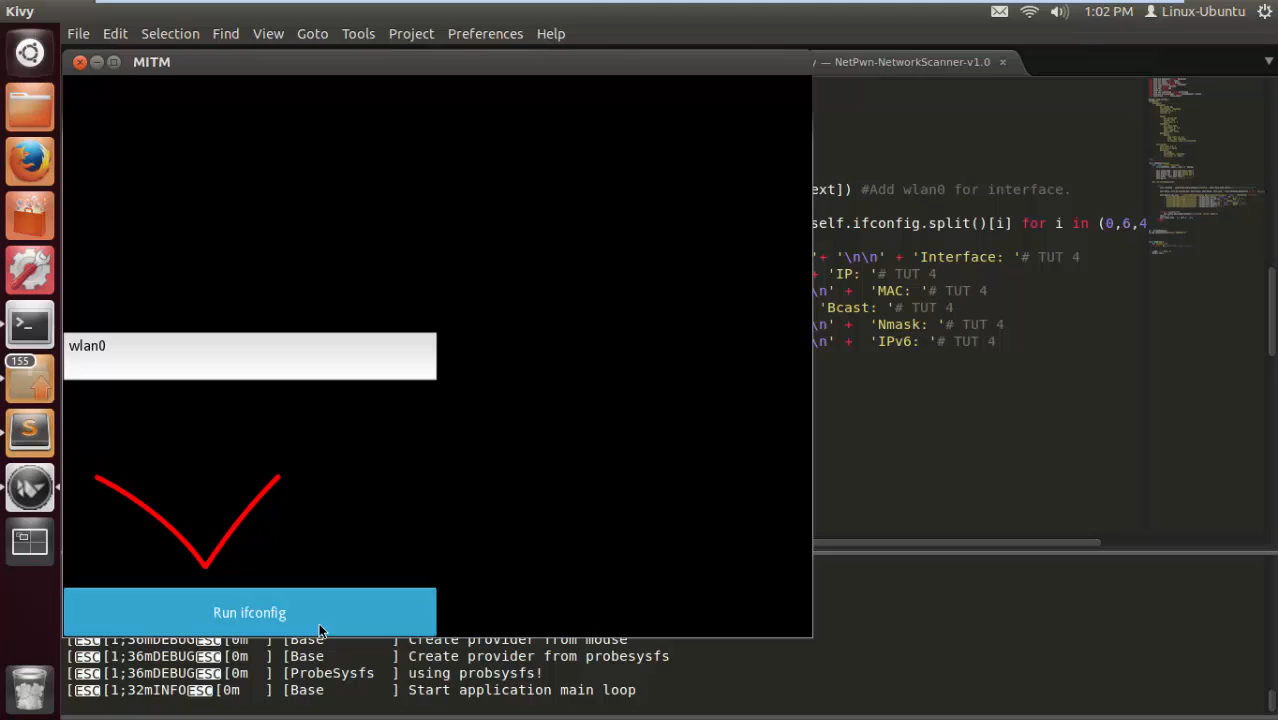 Kivy
1:02 PM
Linux-Ubuntu
File Edit Selection Find View Goto Tools Project Preferences Help
MITM
— NetPwn-NetworkScanner-v1.0
ext]) #Add wlan0 for interface.
self.ifconfig.split()[i] for i in (0,6,4
'+ '\n\n' + 'Interface: '# TUT 4
+ 'IP: '# TUT 4
\n' + 'MAC: '# TUT 4
'Bcast: '# TUT 4
\n' + 'Nmask: '# TUT 4
\n' + 'IPv6: '# TUT 4
wlan0
155
Run ifconfig
[ESC[1;36mDEBUGESC[0m ] [Base ] Create provider from mouse
[ESC[1;36mDEBUGESC[0m ] [Base ] Create provider from probesysfs
[ESC[1;36mDEBUGESC[0m ] [ProbeSysfs ] using probsysfs!
[ESC[1;32mINFOESC[0m ] [Base ] Start application main loop